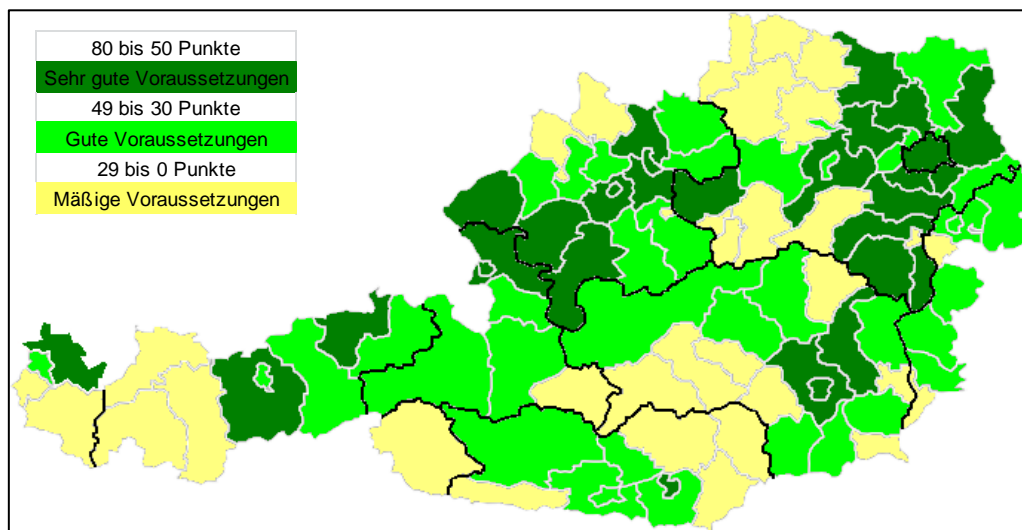 80 bis 50 Punkte
Sehr gute Voraussetzungen
49 bis 30 Punkte
Gute Voraussetzungen
29 bis 0 Punkte
Mäßige Voraussetzungen